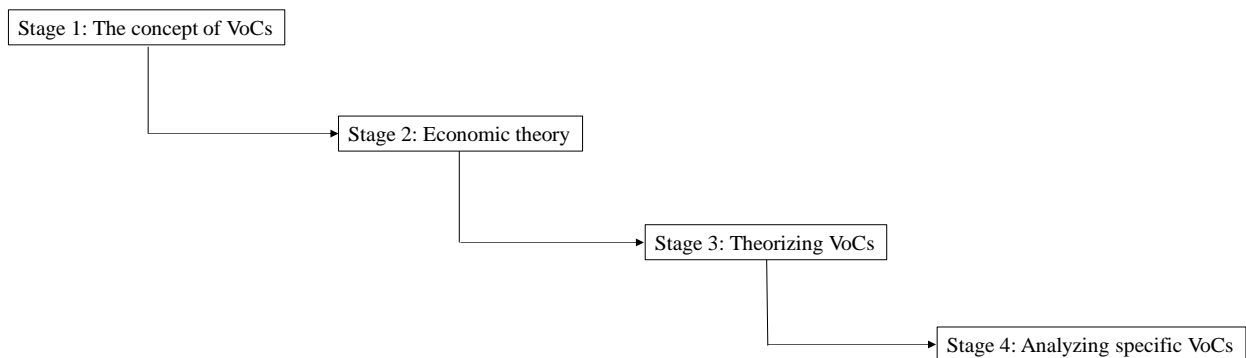 Stage 1: The concept of VoCs
Stage 2: Economic theory
Stage 3: Theorizing VoCs
Stage 4: Analyzing specific VoCs